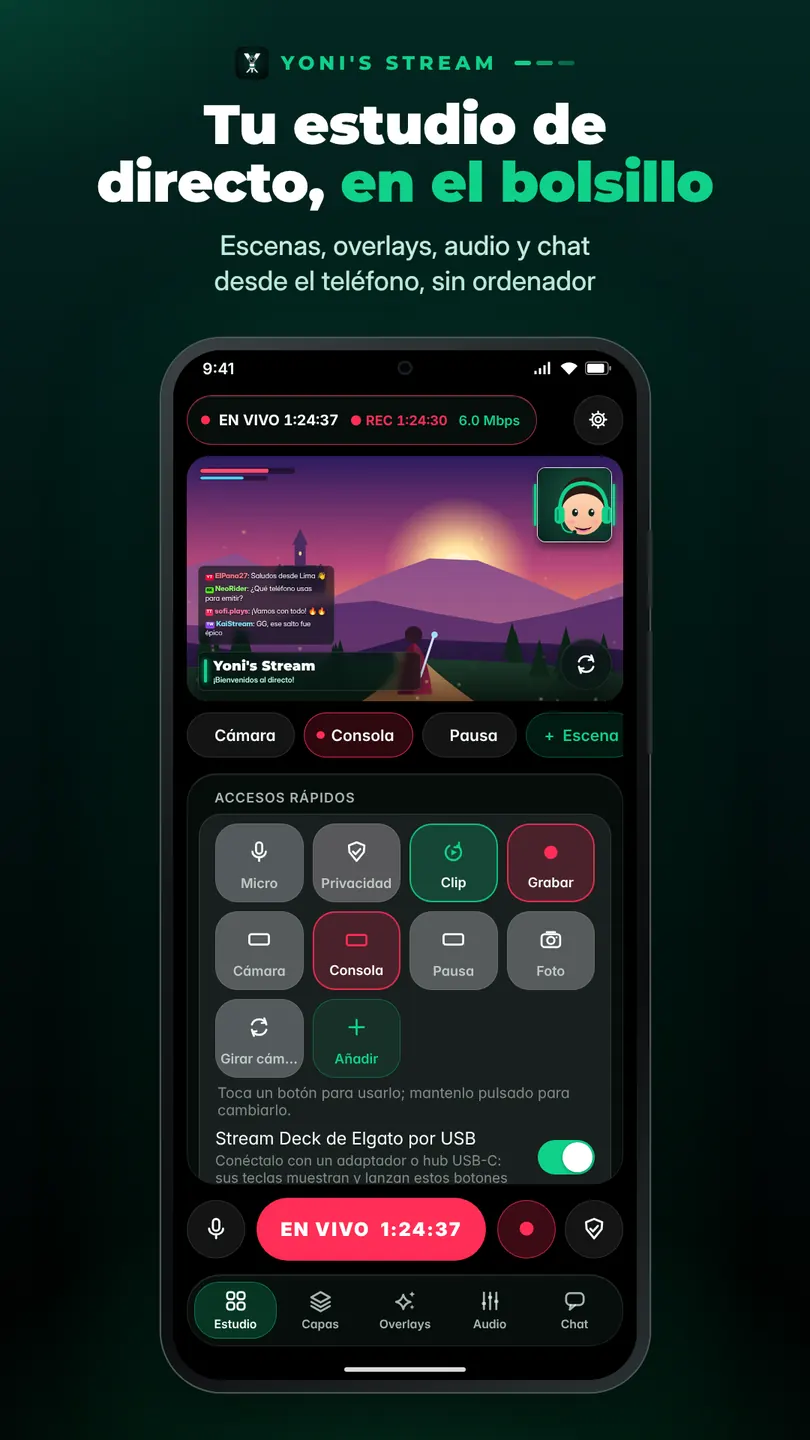 YONI'S STREAM
Tu estudio de
directo, en el bolsillo
Escenas, overlays, audio y chat
desde el teléfono, sin ordenador
9:41
EN VIVO 1:24:37 REC 1:24:30 6.0 Mbps
ElPana27: Saludos desde Lima 👋
NeoRider: ¿Qué teléfono usas
para emitir?
sofi.plays: ¡Vamos con todo! 🔥🔥
KaiStream: GG, ese salto fue
épico
Yoni's Stream
¡Bienvenidos al directo!
Cámara Consola Pausa + Escena
ACCESOS RÁPIDOS
Micro Privacidad Clip Grabar
Cámara Consola Pausa Foto
Girar cám... Añadir
Toca un botón para usarlo; mantenlo pulsado para
cambiarlo.
Stream Deck de Elgato por USB
Conéctalo con un adaptador o hub USB-C:
sus teclas muestran y lanzan estos botones
EN VIVO 1:24:37
Estudio Capas Overlays Audio Chat